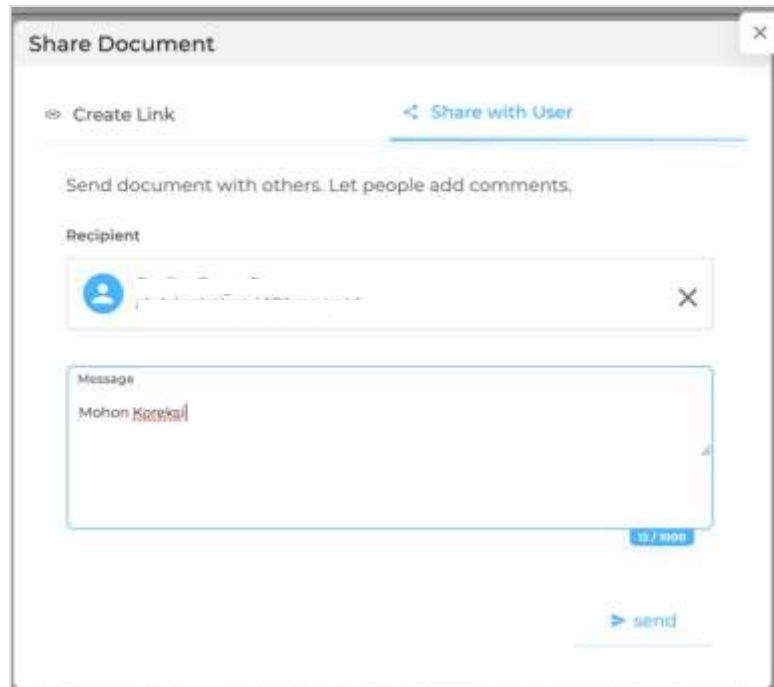 Share Document
Create Link
Share with User
Send document with others. Let people add comments.
Recipient
Message
Mohon Koreksi
13 / 1000
send